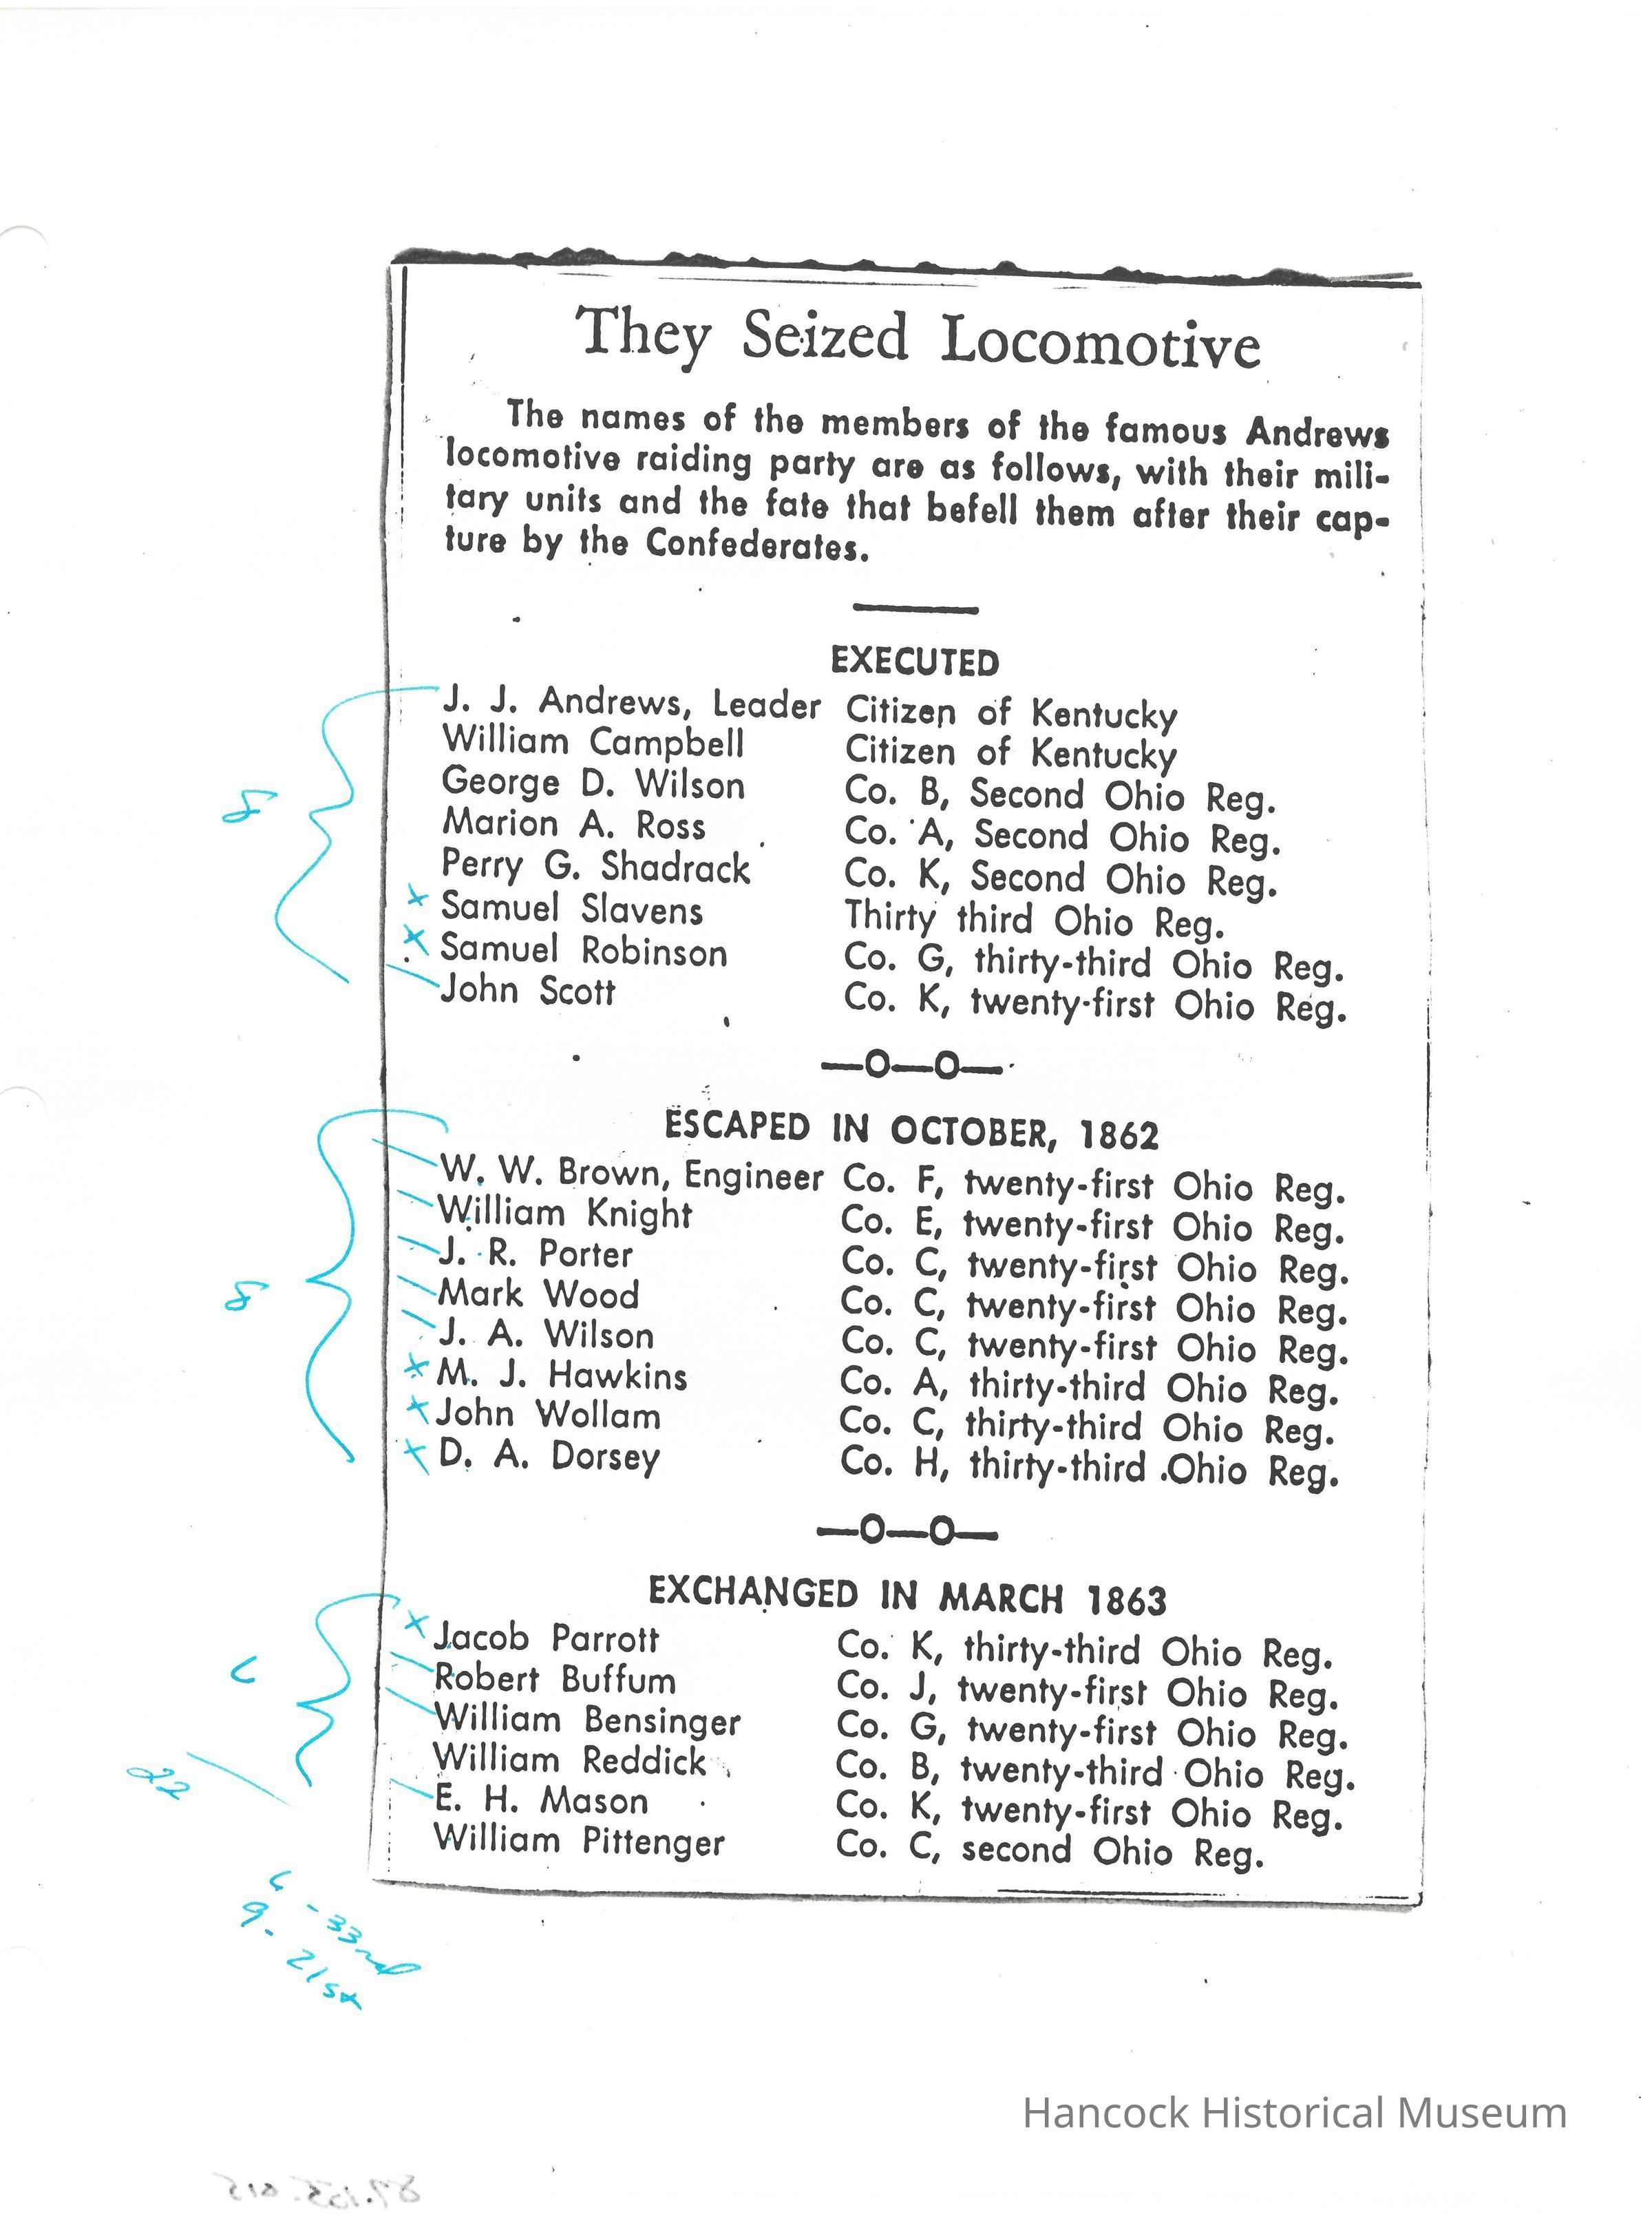 They Seized Locomotive
The names of the members of the famous Andrews
locomotive raiding party are as follows, with their mili-
tary units and the fate that befell them after their cap-
ture by the Confederates.
EXECUTED
J. J. Andrews, Leader Citizen of Kentucky
William Campbell Citizen of Kentucky
George D. Wilson Co. B, Second Ohio Reg.
Marion A. Ross Co. A, Second Ohio Reg.
Perry G. Shadrack Co. K, Second Ohio Reg.
8
x Samuel Slavens Thirty third Ohio Reg.
x Samuel Robinson Co. G, thirty-third Ohio Reg.
John Scott Co. K, twenty-first Ohio Reg.
—O—O—
ESCAPED IN OCTOBER, 1862
W. W. Brown, Engineer Co. F, twenty-first Ohio Reg.
William Knight Co. E, twenty-first Ohio Reg.
J. R. Porter Co. C, twenty-first Ohio Reg.
Mark Wood Co. C, twenty-first Ohio Reg.
8
J. A. Wilson Co. C, twenty-first Ohio Reg.
x M. J. Hawkins Co. A, thirty-third Ohio Reg.
x John Wollam Co. C, thirty-third Ohio Reg.
x D. A. Dorsey Co. H, thirty-third Ohio Reg.
—O—O—
EXCHANGED IN MARCH 1863
x Jacob Parrott Co. K, thirty-third Ohio Reg.
6
Robert Buffum Co. J, twenty-first Ohio Reg.
William Bensinger Co. G, twenty-first Ohio Reg.
William Reddick Co. B, twenty-third Ohio Reg.
22
E. H. Mason Co. K, twenty-first Ohio Reg.
William Pittenger Co. C, second Ohio Reg.
6 - 33rd
9 - 21st
Hancock Historical Museum
87.155.015